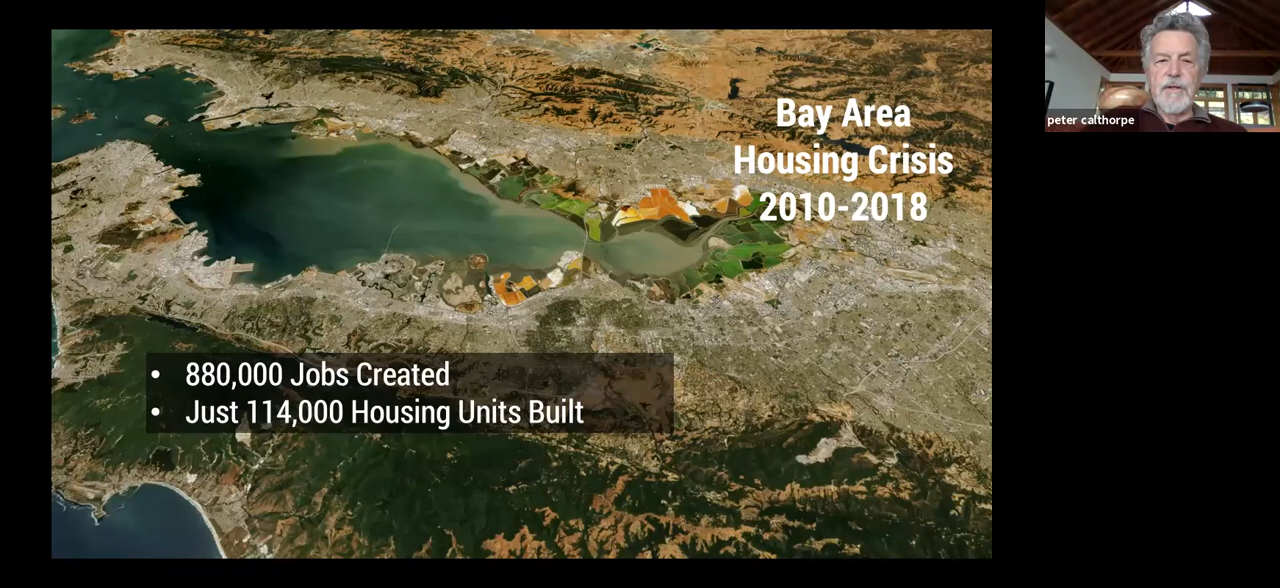 Bay Area
Housing Crisis
2010-2018
• 880,000 Jobs Created
• Just 114,000 Housing Units Built
peter calthorpe